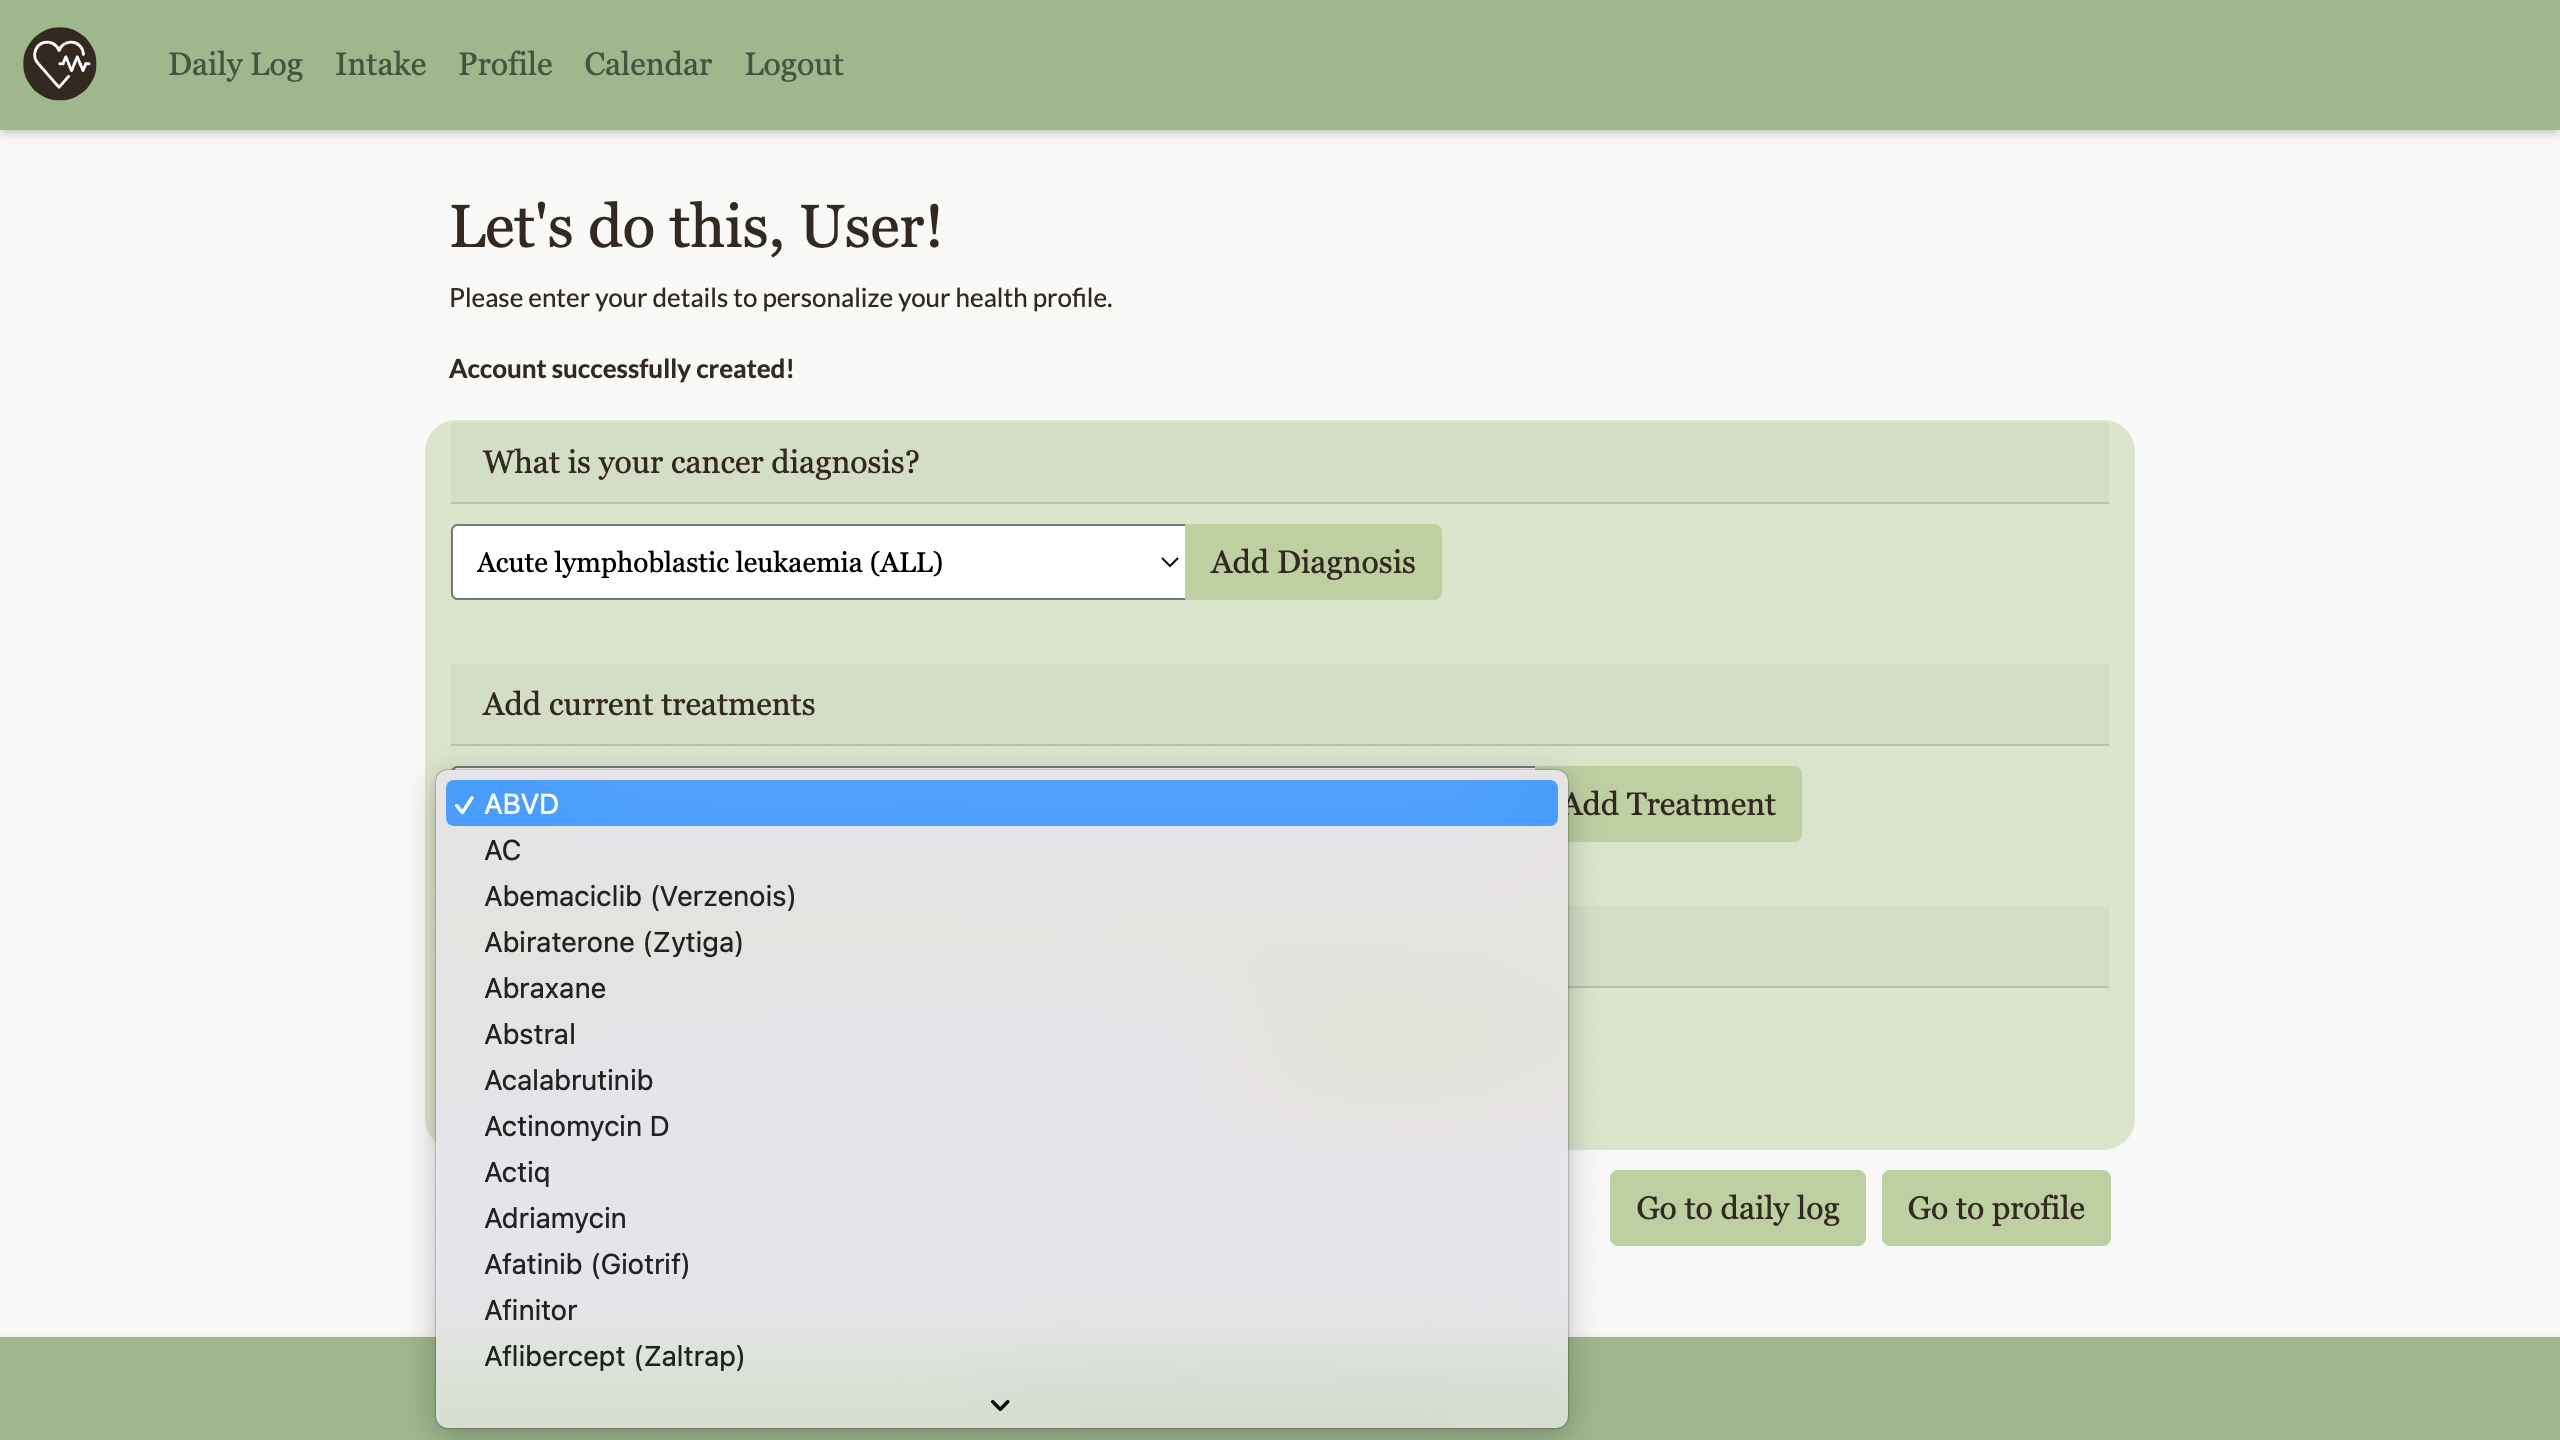 Daily Log Intake Profile Calendar Logout
Let's do this, User!
Please enter your details to personalize your health profile.
Account successfully created!
What is your cancer diagnosis?
Acute lymphoblastic leukaemia (ALL) Add Diagnosis
Add current treatments
ABVD Add Treatment
AC
Abemaciclib (Verzenois)
Abiraterone (Zytiga)
Abraxane
Abstral
Acalabrutinib
Actinomycin D
Actiq
Adriamycin
Afatinib (Giotrif)
Afinitor
Aflibercept (Zaltrap)
Go to daily log Go to profile